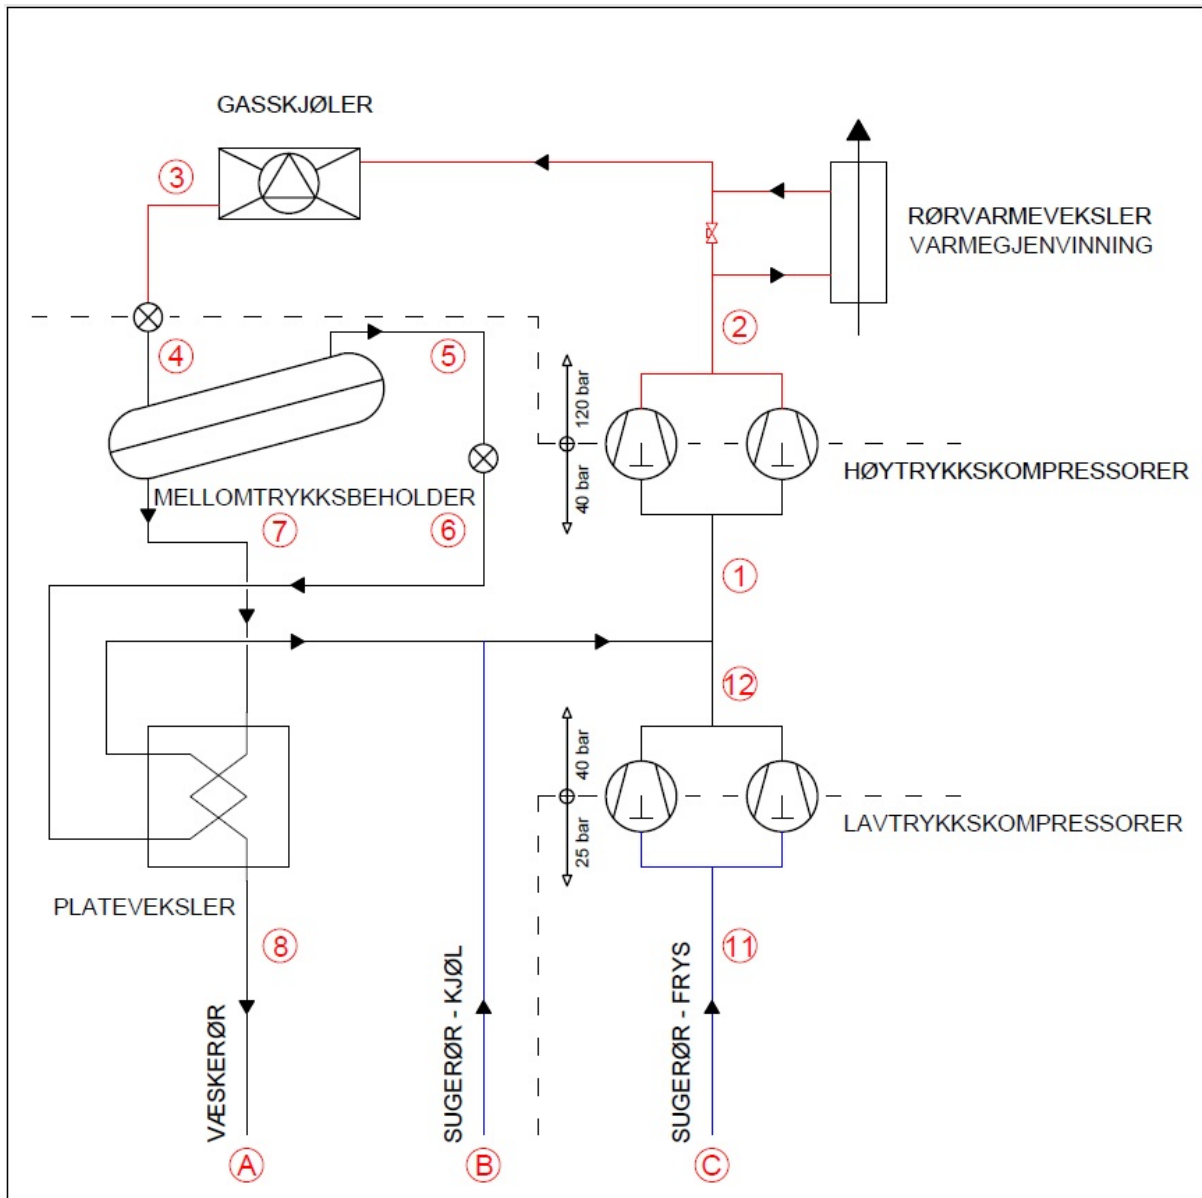 GASSKJØLER
3
RØRVARMEVEKSLER
VARMEGJENVINNING
2
4
5
120 bar
40 bar
HØYTRYKKSKOMPRESSORER
MELLOMTRYKKSBEHOLDER
7
6
1
12
40 bar
25 bar
LAVTRYKKSKOMPRESSORER
PLATEVEKSLER
8
11
VÆSKERØR
SUGERØR - KJØL
SUGERØR - FRYS
A
B
C